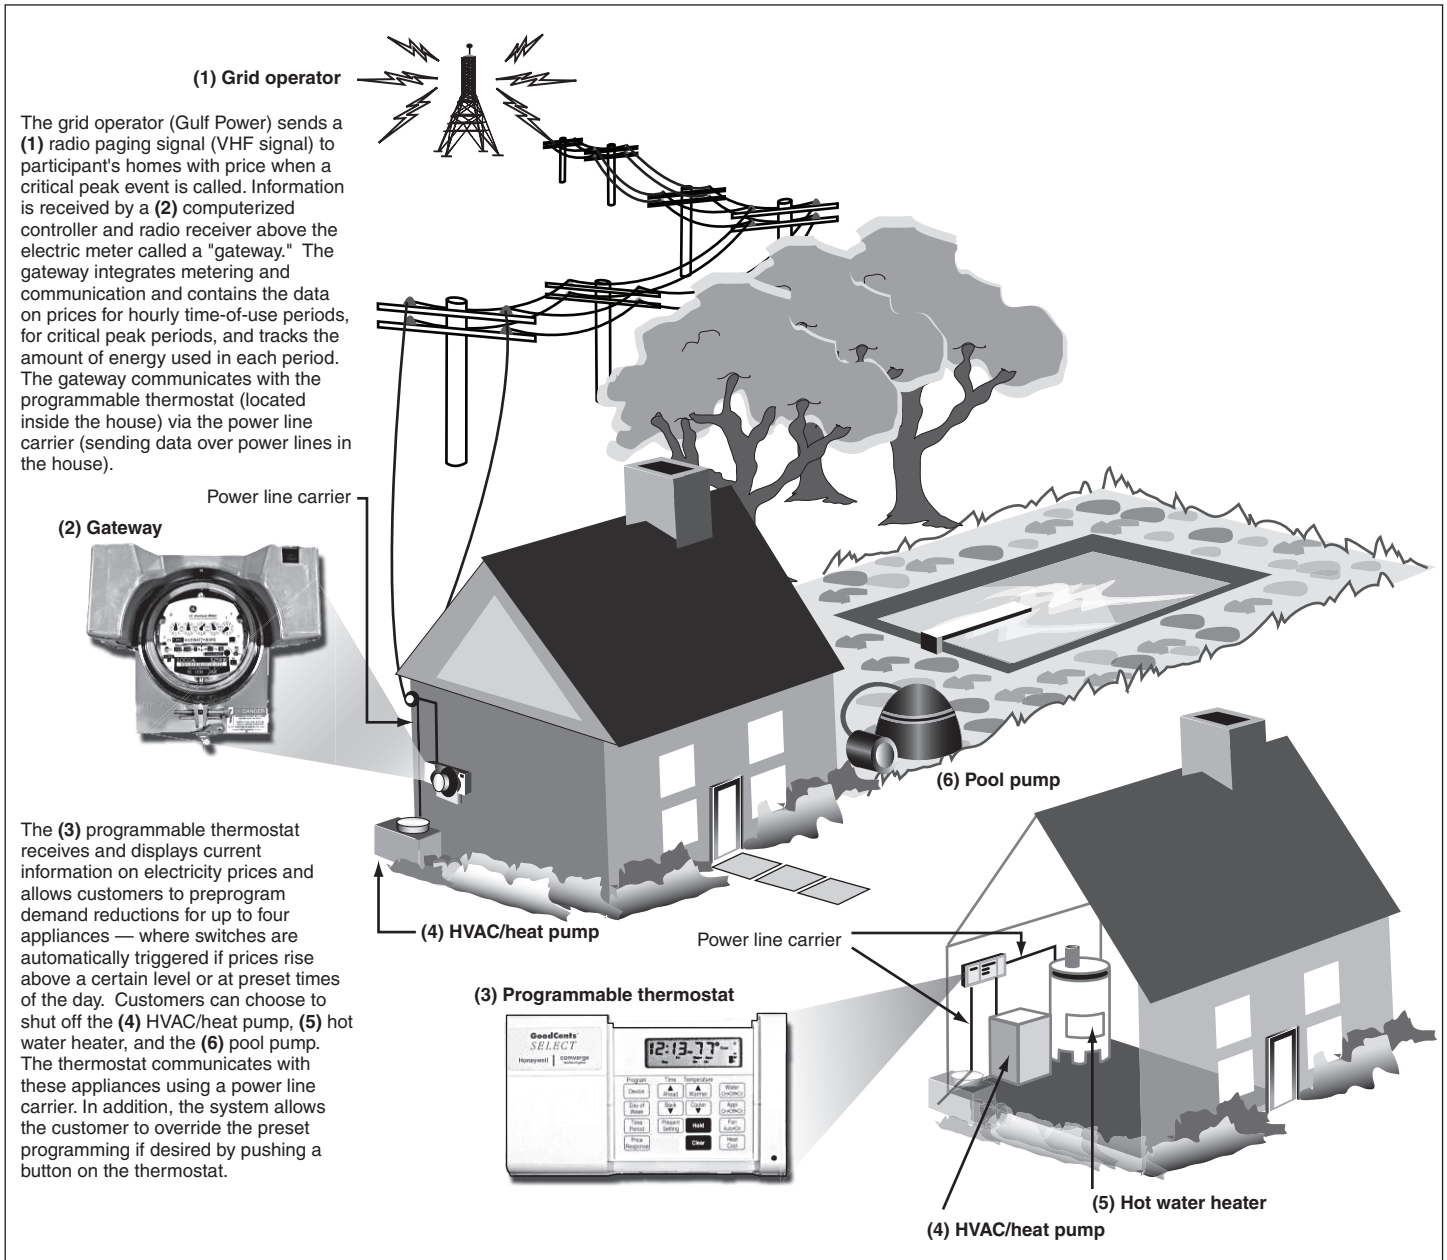 (1) Grid operator
The grid operator (Gulf Power) sends a
(1) radio paging signal (VHF signal) to
participant's homes with price when a
critical peak event is called. Information
is received by a (2) computerized
controller and radio receiver above the
electric meter called a "gateway." The
gateway integrates metering and
communication and contains the data
on prices for hourly time-of-use periods,
for critical peak periods, and tracks the
amount of energy used in each period.
The gateway communicates with the
programmable thermostat (located
inside the house) via the power line
carrier (sending data over power lines in
the house).
Power line carrier
(2) Gateway
DANGER
(6) Pool pump
The (3) programmable thermostat
receives and displays current
information on electricity prices and
allows customers to preprogram
demand reductions for up to four
appliances — where switches are
automatically triggered if prices rise
above a certain level or at preset times
of the day. Customers can choose to
shut off the (4) HVAC/heat pump, (5) hot
water heater, and the (6) pool pump.
The thermostat communicates with
these appliances using a power line
carrier. In addition, the system allows
the customer to override the preset
programming if desired by pushing a
button on the thermostat.
(4) HVAC/heat pump
Power line carrier
(3) Programmable thermostat
GoodCents
SELECT
Honeywell comverge
12:13 77°
Program Time Temperature
Device Ahead Warmer Water
Day of Week Back Cooler Appl
Time Period Present Setting Hold Fan
Price Response Clear Heat Cool
(5) Hot water heater
(4) HVAC/heat pump